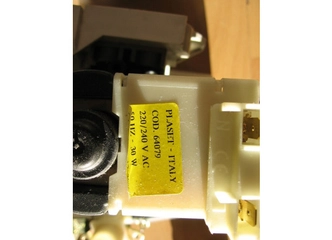 PLASET - ITALY
COD. 64079
220/240 V AC
50 HZ - 30 W